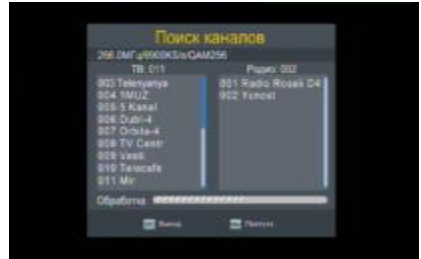 Поиск каналов
266.0МГц/6900KS/s/QAM256
ТВ: 011
Радио: 002
003 Telenyanya
004 1MUZ
005 5 Kanal
006 Dubl-4
007 Orbita-4
008 TV Centr
009 Vesti
010 Telecafe
011 Mir
001 Radio Rossii D4
002 Yunost
Обработка
Выход
Пропуск